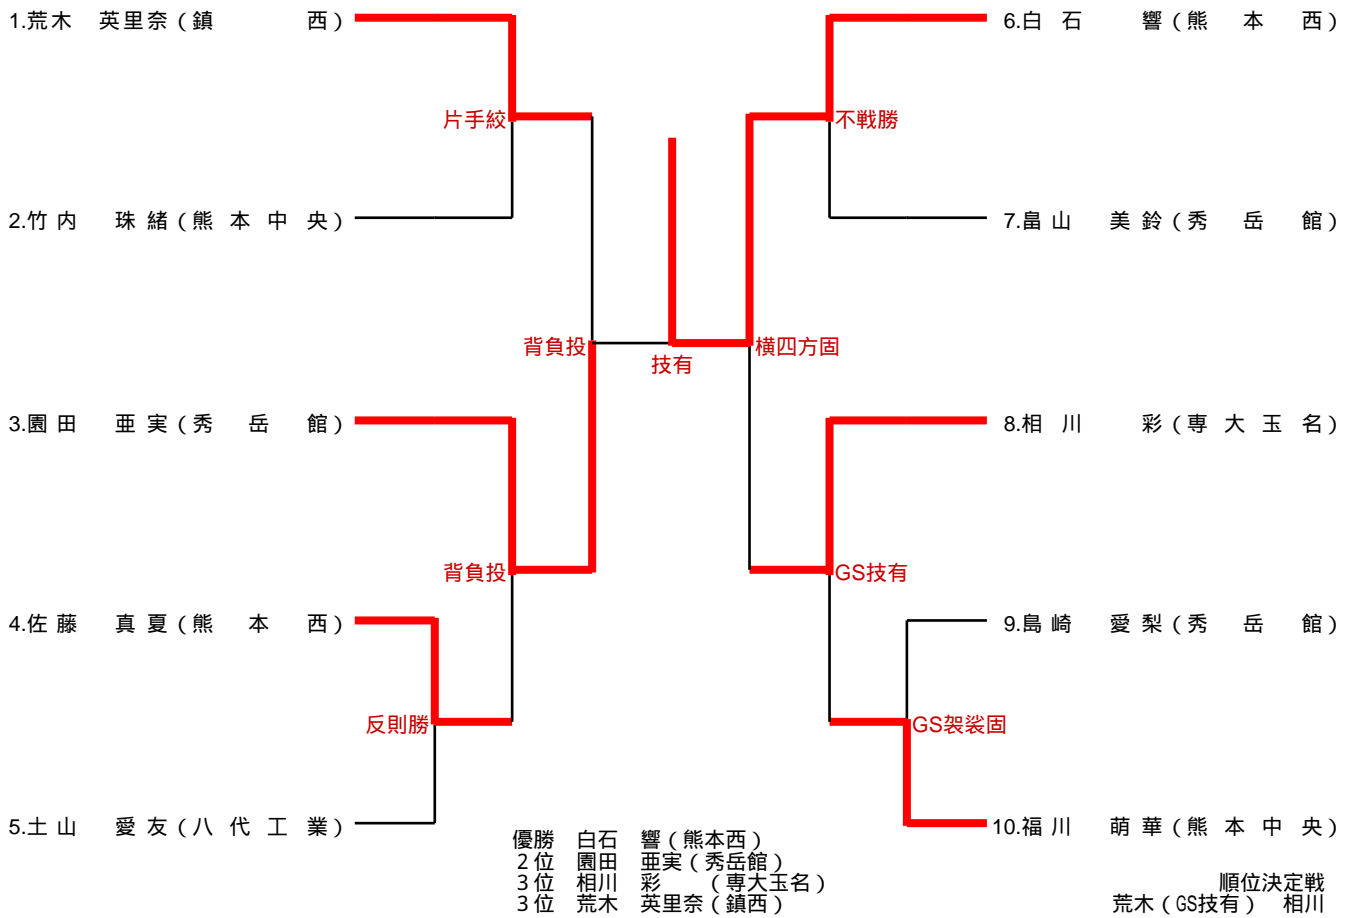 1.荒木　英里奈（鎮　　西）
6.白石　響（熊　本　西）
片手絞
不戦勝
2.竹内　珠緒（熊本中央）
7.畠山　美鈴（秀　岳　館）
背負投
技有
横四方固
3.園田　亜実（秀　岳　館）
8.相川　彩（専大玉名）
背負投
GS技有
4.佐藤　真夏（熊　本　西）
9.島崎　愛梨（秀　岳　館）
反則勝
GS袈裟固
5.土山　愛友（八代工業）
10.福川　萌華（熊本中央）
優勝　白石　響（熊本西）
2位　園田　亜実（秀岳館）
3位　相川　彩　（専大玉名）
3位　荒木　英里奈（鎮西）
順位決定戦
荒木（GS技有）　相川